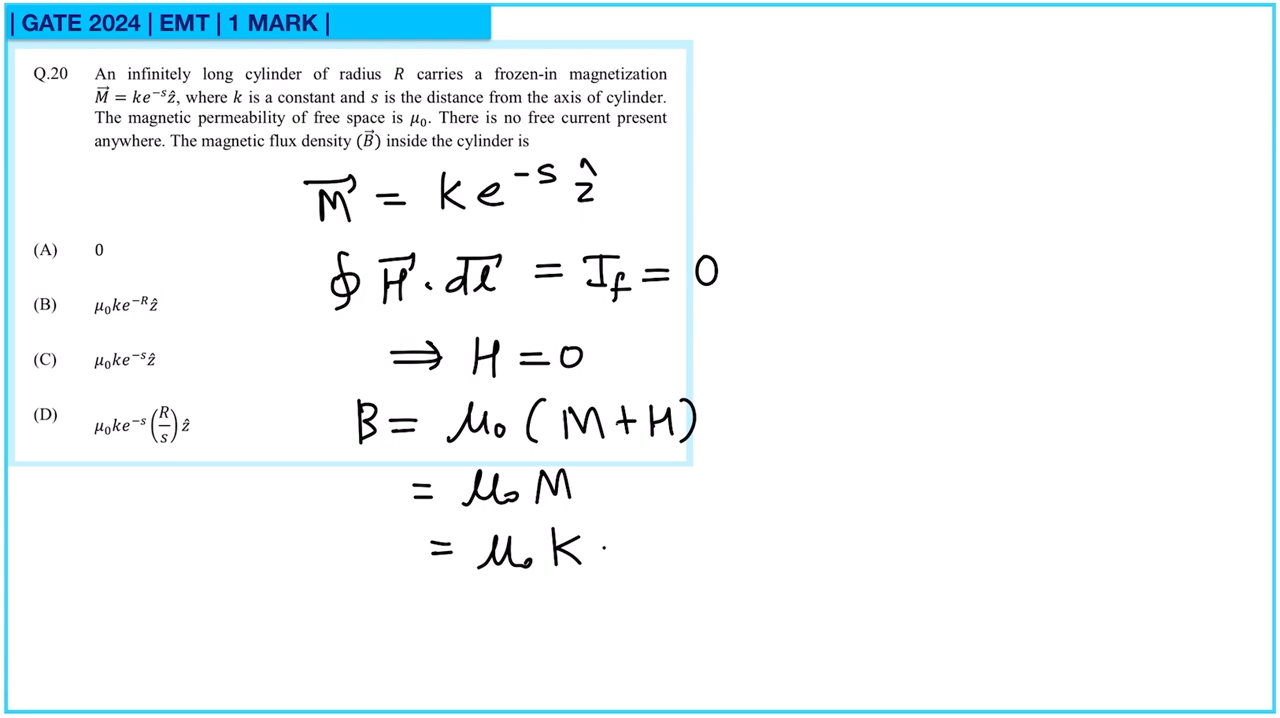 | GATE 2024 | EMT | 1 MARK |
Q.20 An infinitely long cylinder of radius R carries a frozen-in magnetization
M⃗ = ke⁻ˢẑ, where k is a constant and s is the distance from the axis of cylinder.
The magnetic permeability of free space is μ₀. There is no free current present
anywhere. The magnetic flux density (B⃗) inside the cylinder is
M⃗ = k e⁻ˢ ẑ
(A) 0
∮ H⃗ . dl⃗ = I_f = 0
(B) μ₀ke⁻ᴿẑ
⟹ H = 0
(C) μ₀ke⁻ˢẑ
B = μ₀ ( M + H )
(D) μ₀ke⁻ˢ(R/s)ẑ
= μ₀ M
= μ₀ K .